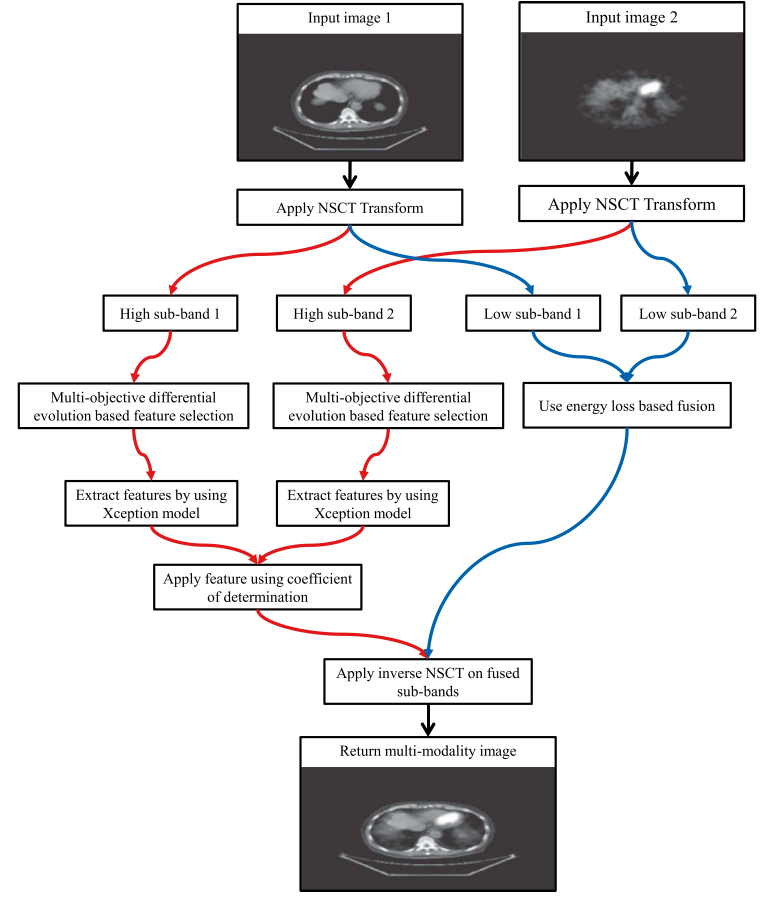 Input image 1
Input image 2
Apply NSCT Transform
Apply NSCT Transform
High sub-band 1
High sub-band 2
Low sub-band 1
Low sub-band 2
Multi-objective differential
evolution based feature selection
Multi-objective differential
evolution based feature selection
Use energy loss based fusion
Extract features by using
Xception model
Extract features by using
Xception model
Apply feature using coefficient
of determination
Apply inverse NSCT on fused
sub-bands
Return multi-modality image